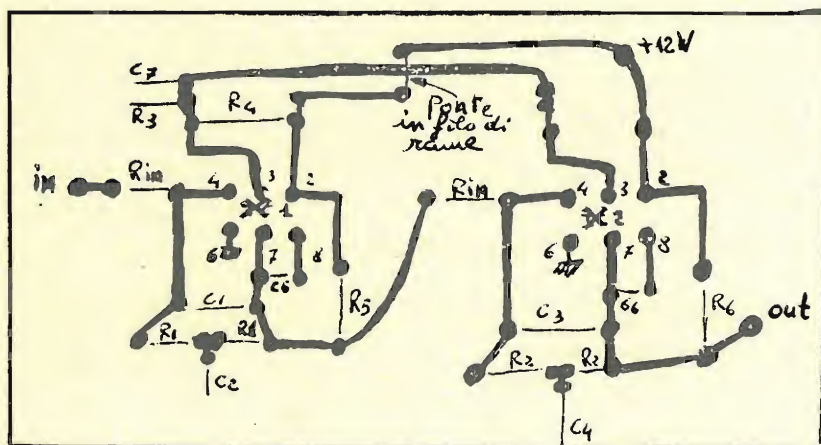 +12V
C7
R3
R4
Ponte
in filo di
rame
in
Rin
4
3
2
1
Rin
4
3
2
2
6
7
8
6
7
8
C6
C6
C1
R5
C3
R6
out
R1
R1
R2
R2
C2
C4